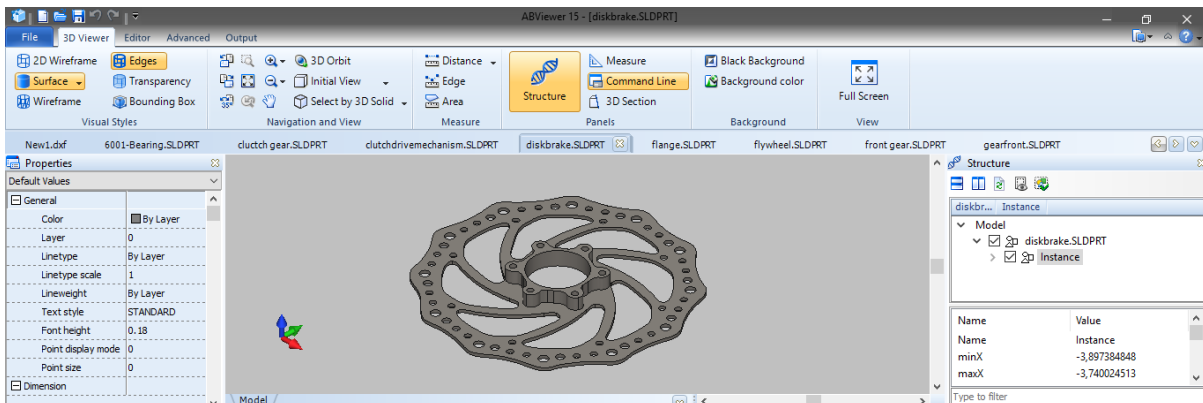 ABViewer 15 - [diskbrake.SLDPRT]
File 3D Viewer Editor Advanced Output
2D Wireframe Edges 3D Orbit Distance Measure Black Background
Surface Transparency Initial View Edge Structure Command Line Background color Full Screen
Wireframe Bounding Box Select by 3D Solid Area 3D Section
Visual Styles Navigation and View Measure Panels Background View
New1.dxf 6001-Bearing.SLDPRT cluctch gear.SLDPRT clutchdrivemechanism.SLDPRT diskbrake.SLDPRT flange.SLDPRT flywheel.SLDPRT front gear.SLDPRT gearfront.SLDPRT
Properties
Default Values
General
Color By Layer
Layer 0
Linetype By Layer
Linetype scale 1
Lineweight By Layer
Text style STANDARD
Font height 0.18
Point display mode 0
Point size 0
Dimension
Model
Structure
diskbr... Instance
Model
diskbrake.SLDPRT
Instance
Name Value
Name Instance
minX -3,897384848
maxX -3,740024513
Type to filter